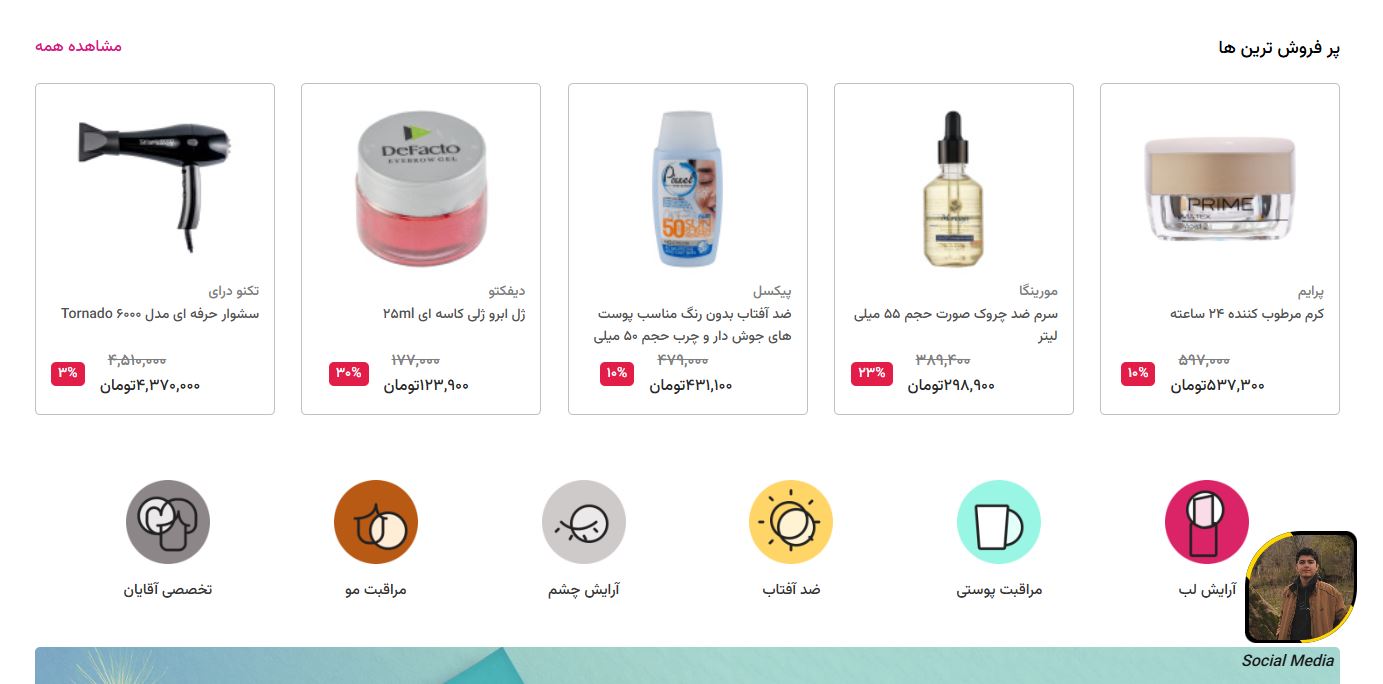 پر فروش ترین ها
مشاهده همه
PRIME
پرایم
کرم مرطوب کننده ۲۴ ساعته
۵۹۷,۰۰۰
۵۳۷,۳۰۰تومان
۱۰%
مورینگا
سرم ضد چروک صورت حجم ۵۵ میلی
لیتر
۳۸۹,۴۰۰
۲۹۸,۹۰۰تومان
۲۳%
Pixel
50 SUN
پیکسل
ضد آفتاب بدون رنگ مناسب پوست
های جوش دار و چرب حجم ۵۰ میلی
۴۷۹,۰۰۰
۴۳۱,۱۰۰تومان
۱۰%
DeFacto
EYEBROW GEL
دیفکتو
ژل ابرو ژلی کاسه ای ۲۵ml
۱۷۷,۰۰۰
۱۲۳,۹۰۰تومان
۳۰%
تکنو درای
سشوار حرفه ای مدل Tornado ۶۰۰۰
۴,۵۱۰,۰۰۰
۴,۳۷۰,۰۰۰تومان
۳%
آرایش لب
مراقبت پوستی
ضد آفتاب
آرایش چشم
مراقبت مو
تخصصی آقایان
Social Media